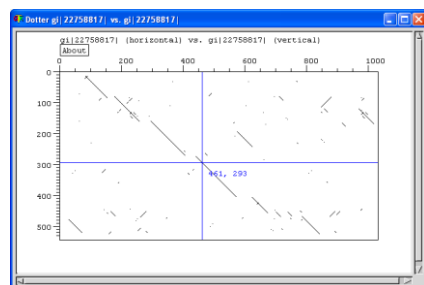 Dotter gi|22758817| vs. gi|22758817|
gi|22758817| (horizontal) vs. gi|22758817| (vertical)
About
0 200 400 600 800 1000
0
100
200
300
400
500
461, 293